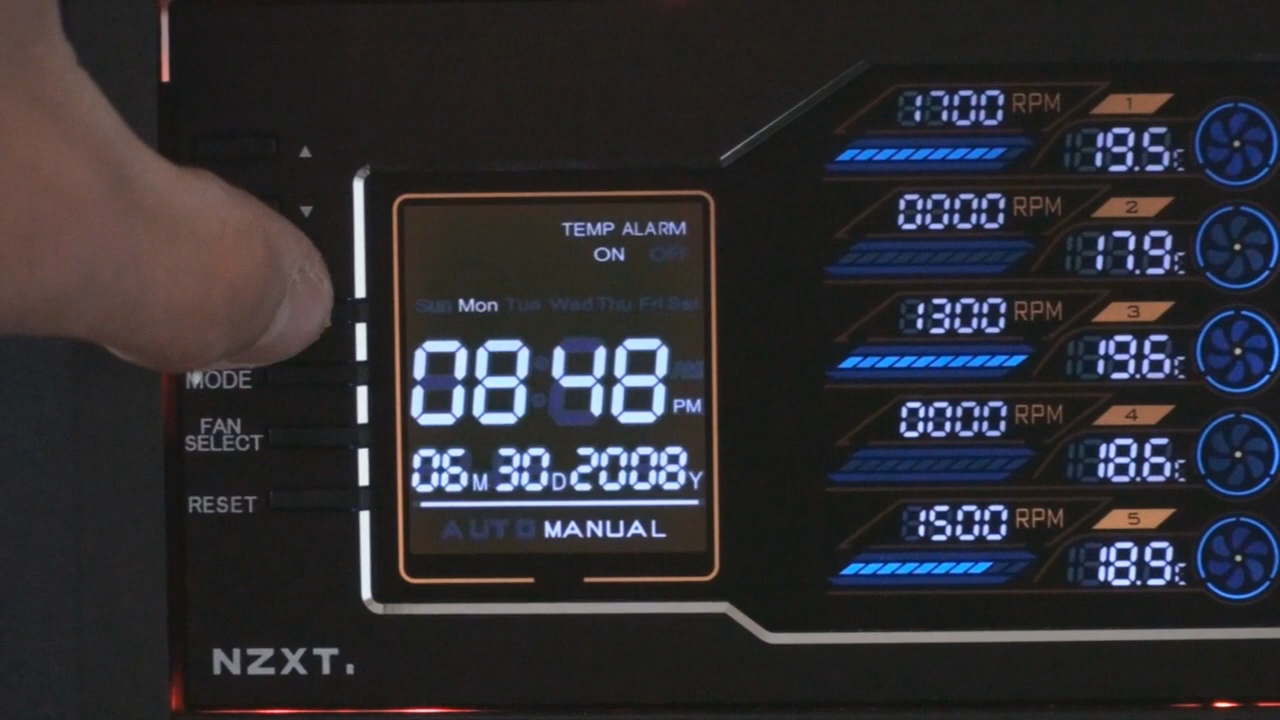 TEMP ALARM
ON OFF
Sun Mon Tue Wed Thu Fri Sat
08 48 PM
06 M 30 D 2008 Y
AUTO MANUAL
MODE
FAN
SELECT
RESET
NZXT.
1700 RPM 1
19.5 C
0000 RPM 2
17.9 C
1300 RPM 3
19.6 C
0000 RPM 4
18.6 C
1500 RPM 5
18.9 C